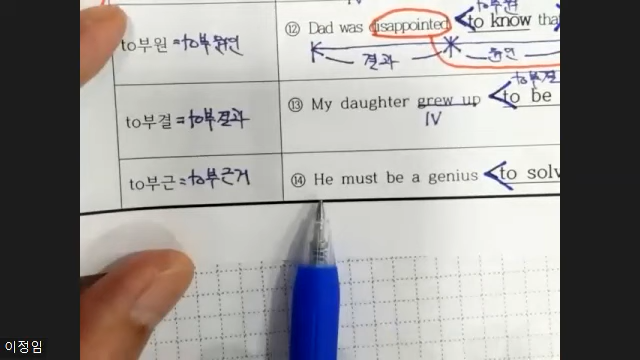 to부원
⑫ Dad was disappointed <to know tha
to부원=to부원인
결과
원인
to부결
⑬ My daughter grew up <to be
to부결=to부결과
IV
to부근=to부근거
⑭ He must be a genius <to solv
이정임